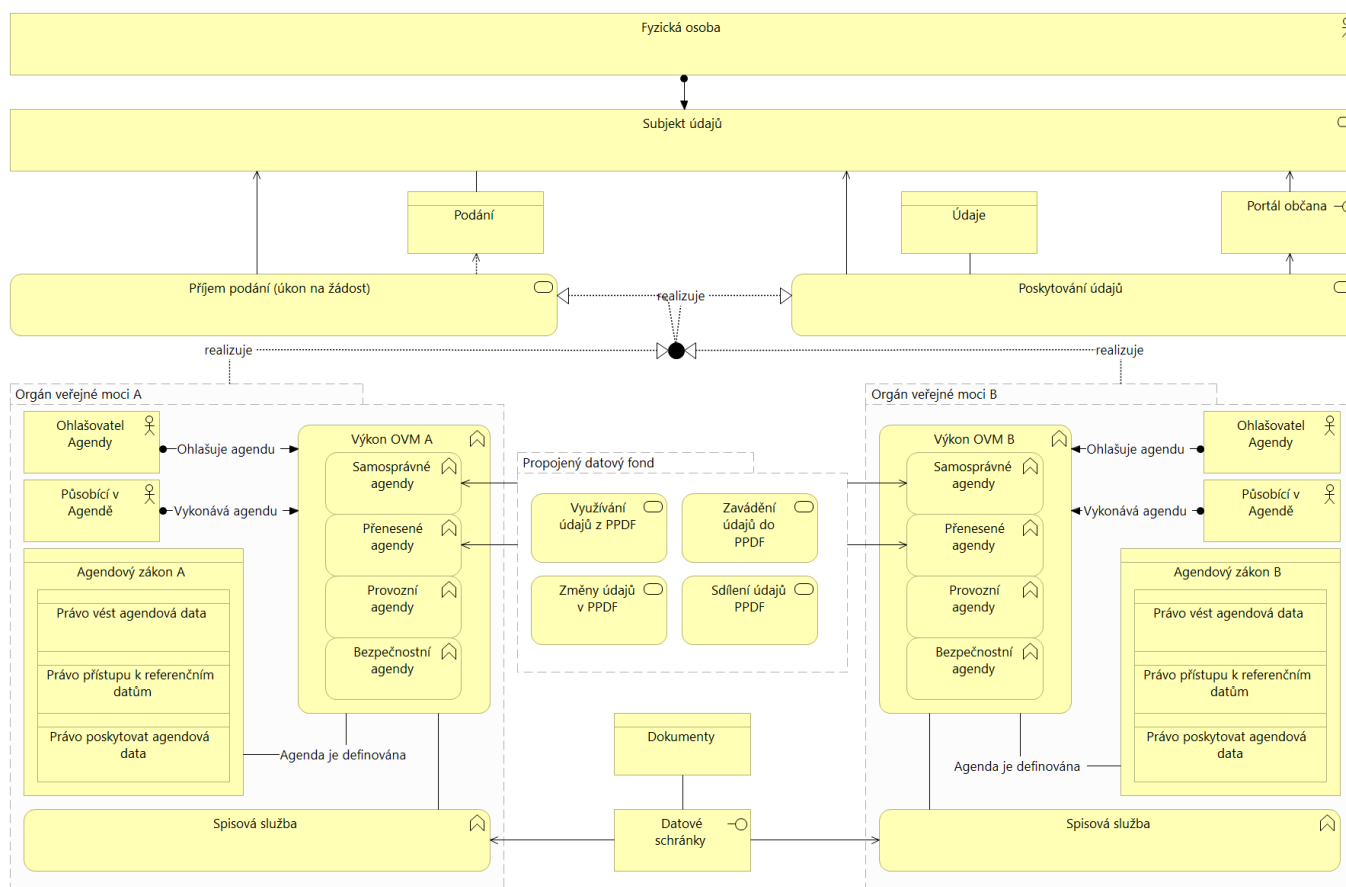 Fyzická osoba
Subjekt údajů
Podání
Údaje
Portál občana
Příjem podání (úkon na žádost)
realizuje
Poskytování údajů
realizuje
realizuje
Orgán veřejné moci A
Orgán veřejné moci B
Ohlašovatel
Agendy
Ohlašuje agendu
Působící v
Agendě
Vykonává agendu
Výkon OVM A
Samosprávné
agendy
Přenesené
agendy
Provozní
agendy
Bezpečnostní
agendy
Agendový zákon A
Právo vést agendová data
Právo přístupu k referenčním
datům
Právo poskytovat agendová
data
Agenda je definována
Spisová služba
Propojený datový fond
Využívání
údajů z PPDF
Zavádění
údajů do
PPDF
Změny údajů
v PPDF
Sdílení údajů
PPDF
Dokumenty
Datové
schránky
Výkon OVM B
Samosprávné
agendy
Přenesené
agendy
Provozní
agendy
Bezpečnostní
agendy
Ohlašuje agendu
Ohlašovatel
Agendy
Vykonává agendu
Působící v
Agendě
Agendový zákon B
Právo vést agendová data
Právo přístupu k referenčním
datům
Právo poskytovat agendová
data
Agenda je definována
Spisová služba